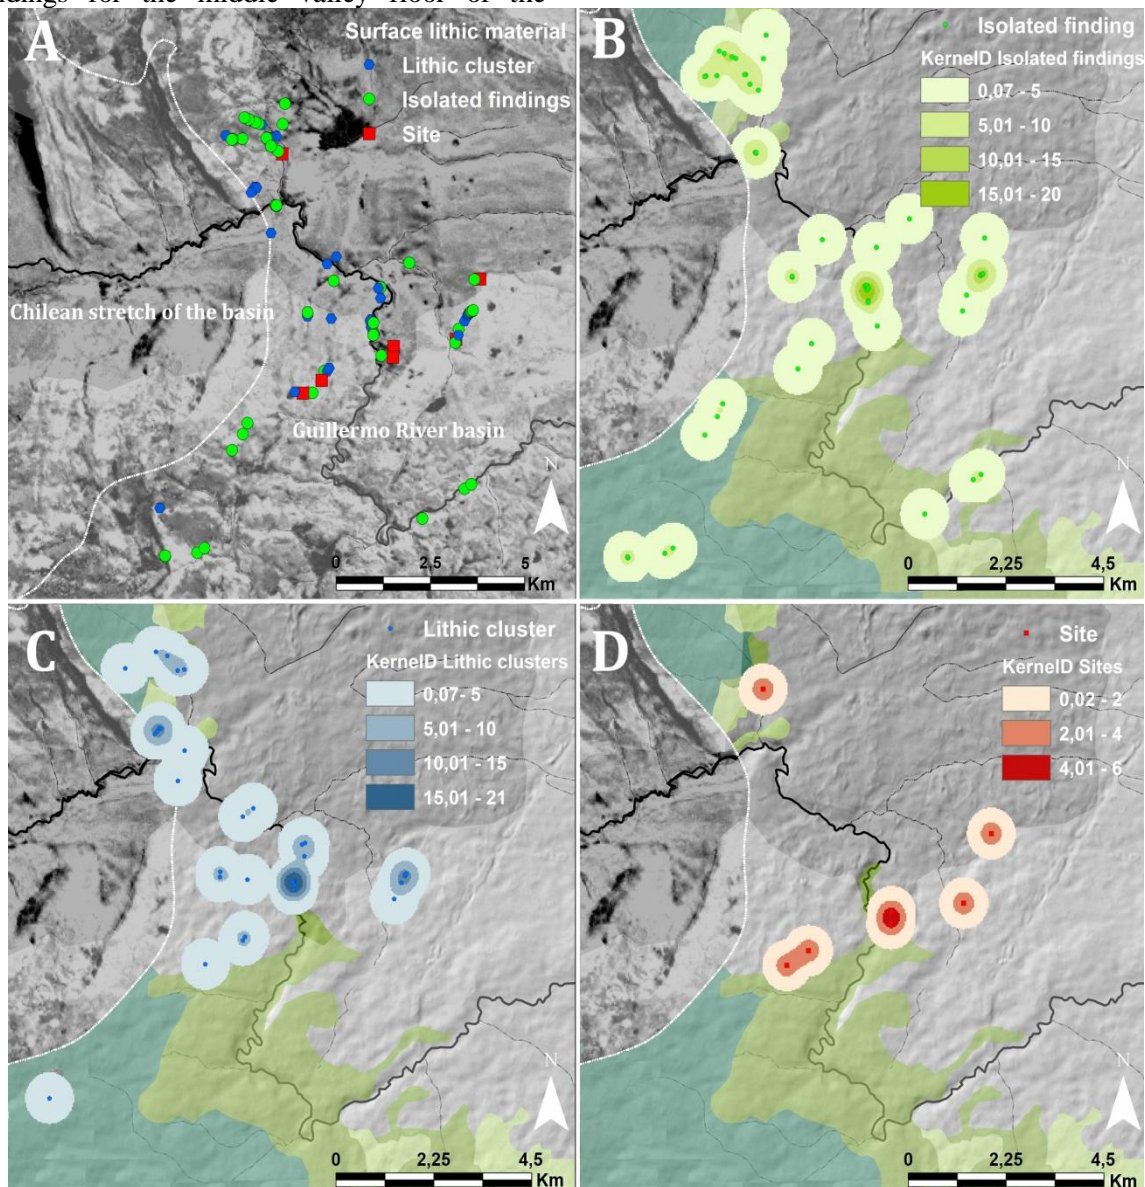 dings for the middle valley floor of the
A
Surface lithic material
Lithic cluster
Isolated findings
Site
Chilean stretch of the basin
Guillermo River basin
N
0 2,5 5
Km
B
Isolated finding
KernelD Isolated findings
0,07 - 5
5,01 - 10
10,01 - 15
15,01 - 20
N
0 2,25 4,5
Km
C
Lithic cluster
KernelD Lithic clusters
0,07- 5
5,01 - 10
10,01 - 15
15,01 - 21
N
0 2,25 4,5
Km
D
Site
KernelD Sites
0,02 - 2
2,01 - 4
4,01 - 6
N
0 2,25 4,5
Km